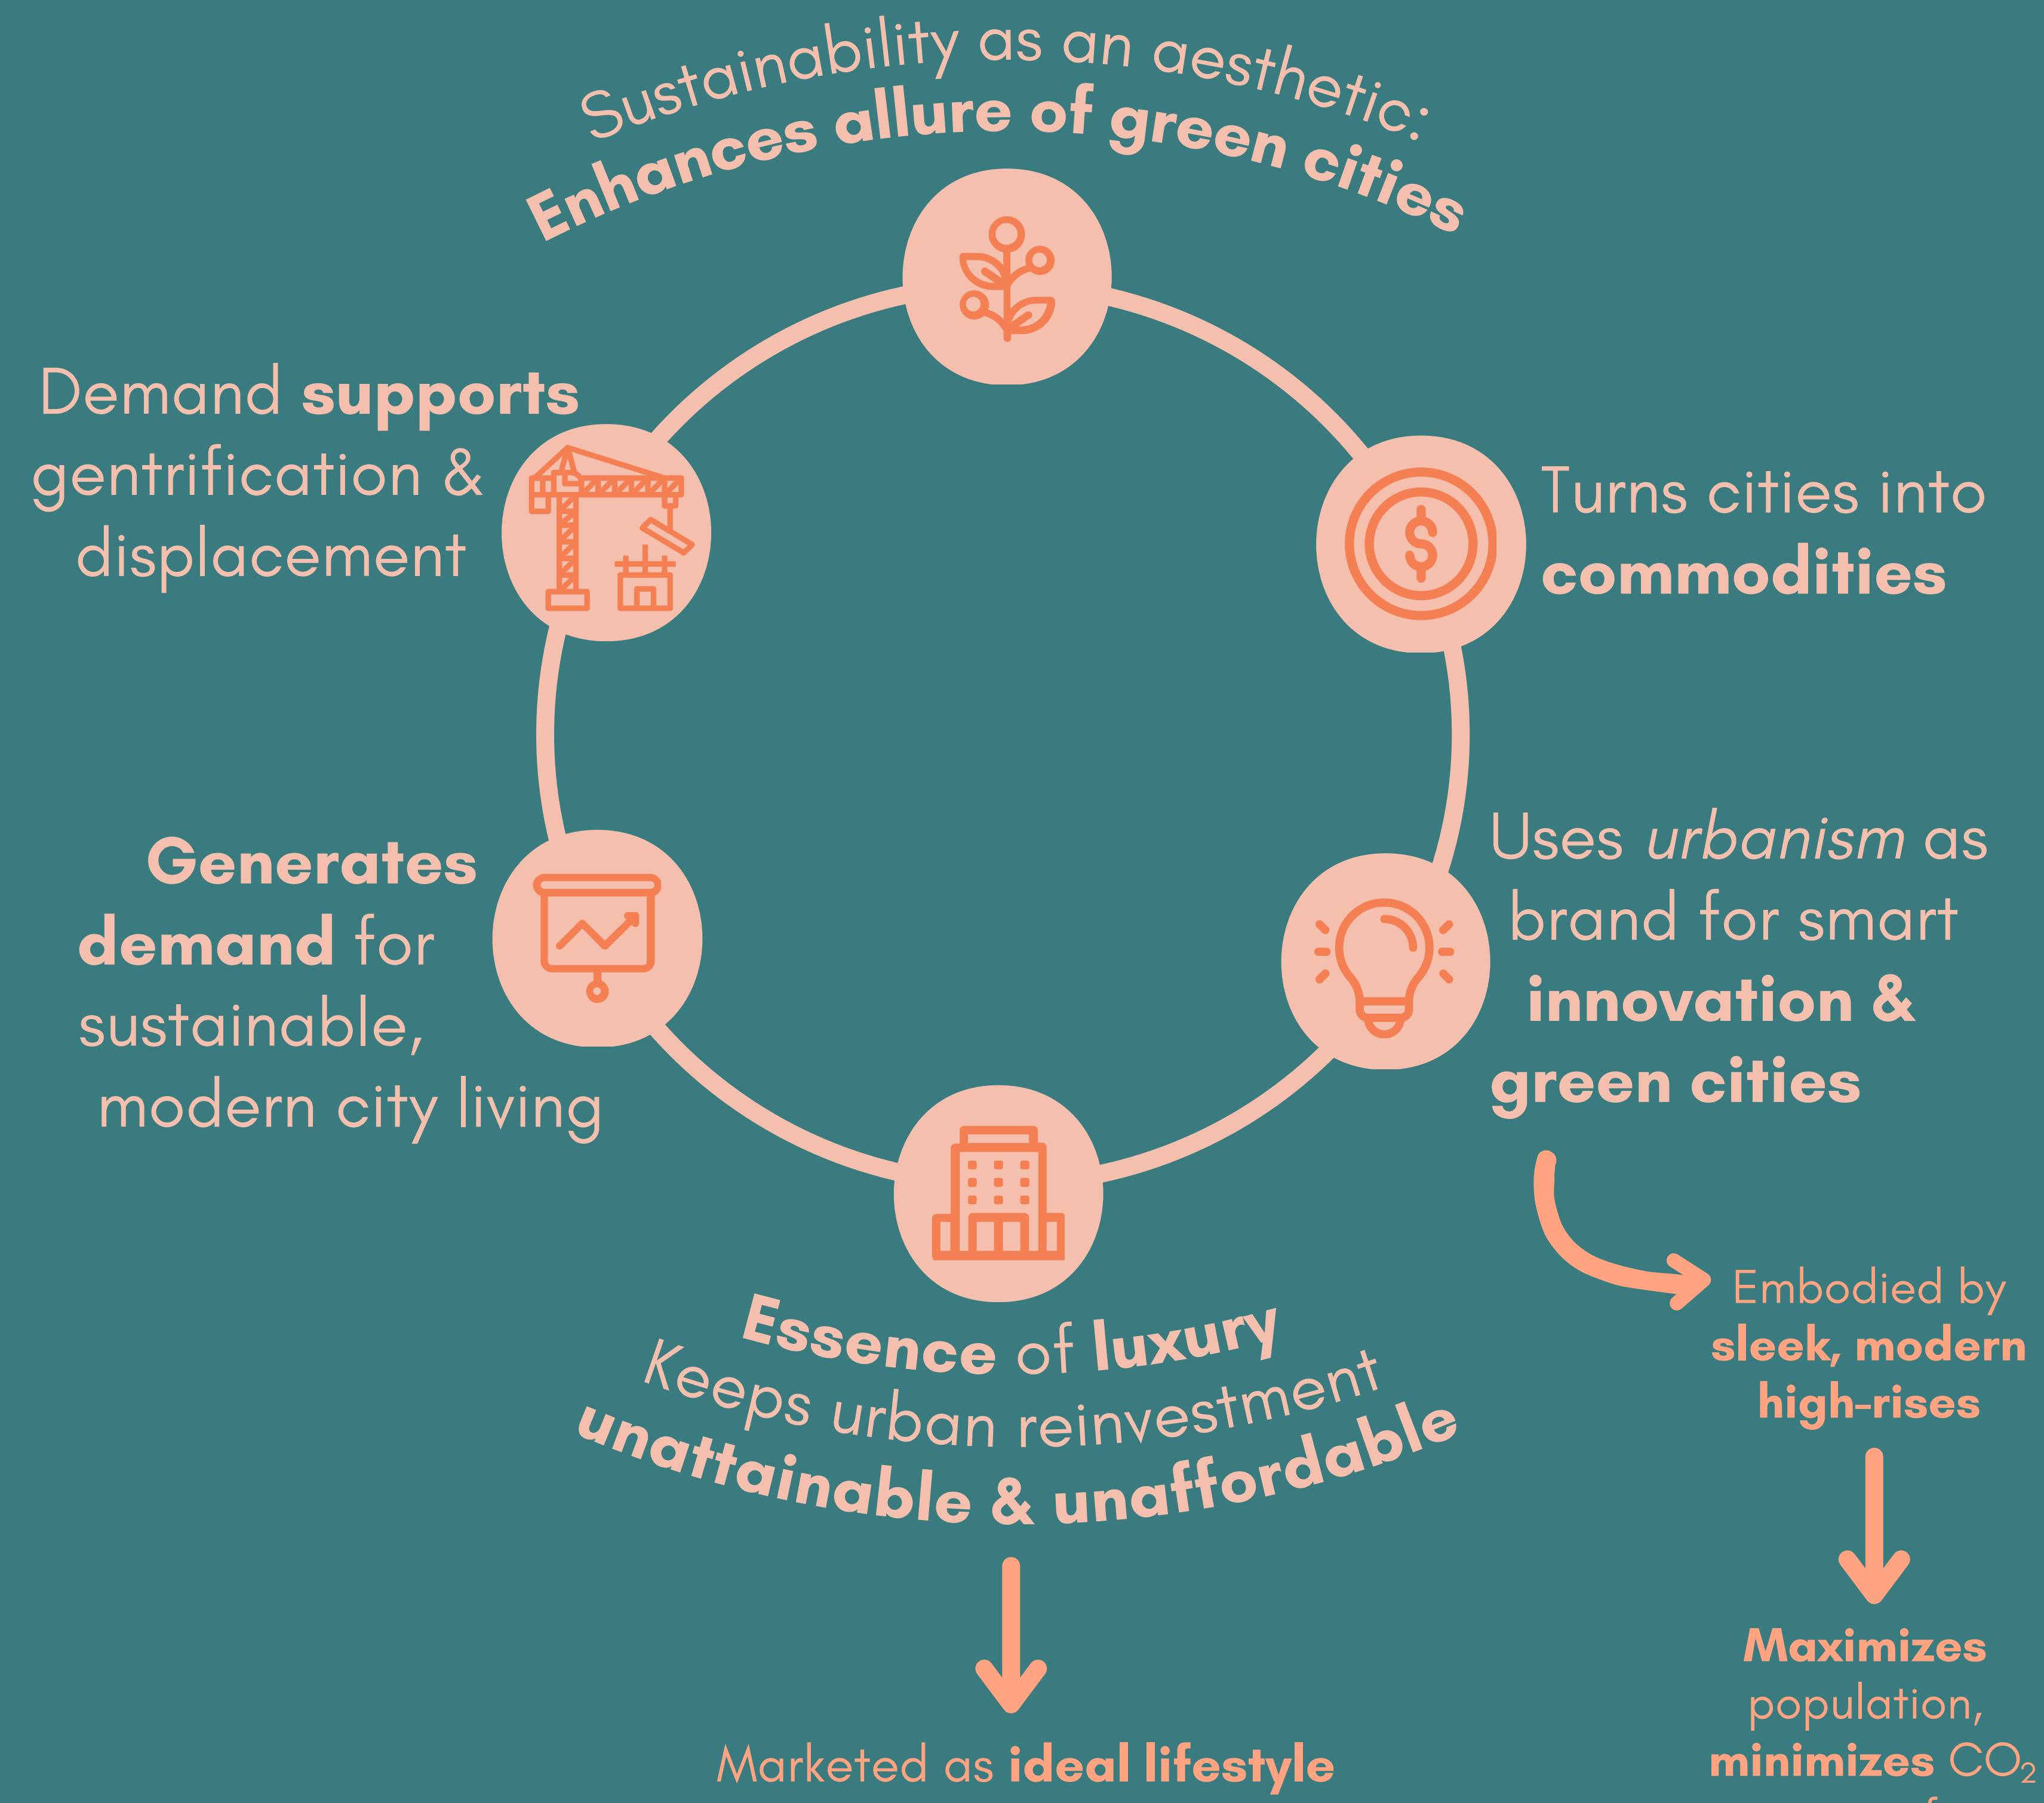 Sustainability as an aesthetic:
Enhances allure of green cities
Turns cities into
commodities
Uses urbanism as
brand for smart
innovation &
green cities
Embodied by
sleek, modern
high-rises
Maximizes
population,
minimizes CO₂
Essence of luxury
Keeps urban reinvestment
unattainable & unaffordable
Marketed as ideal lifestyle
Generates
demand for
sustainable,
modern city living
Demand supports
gentrification &
displacement